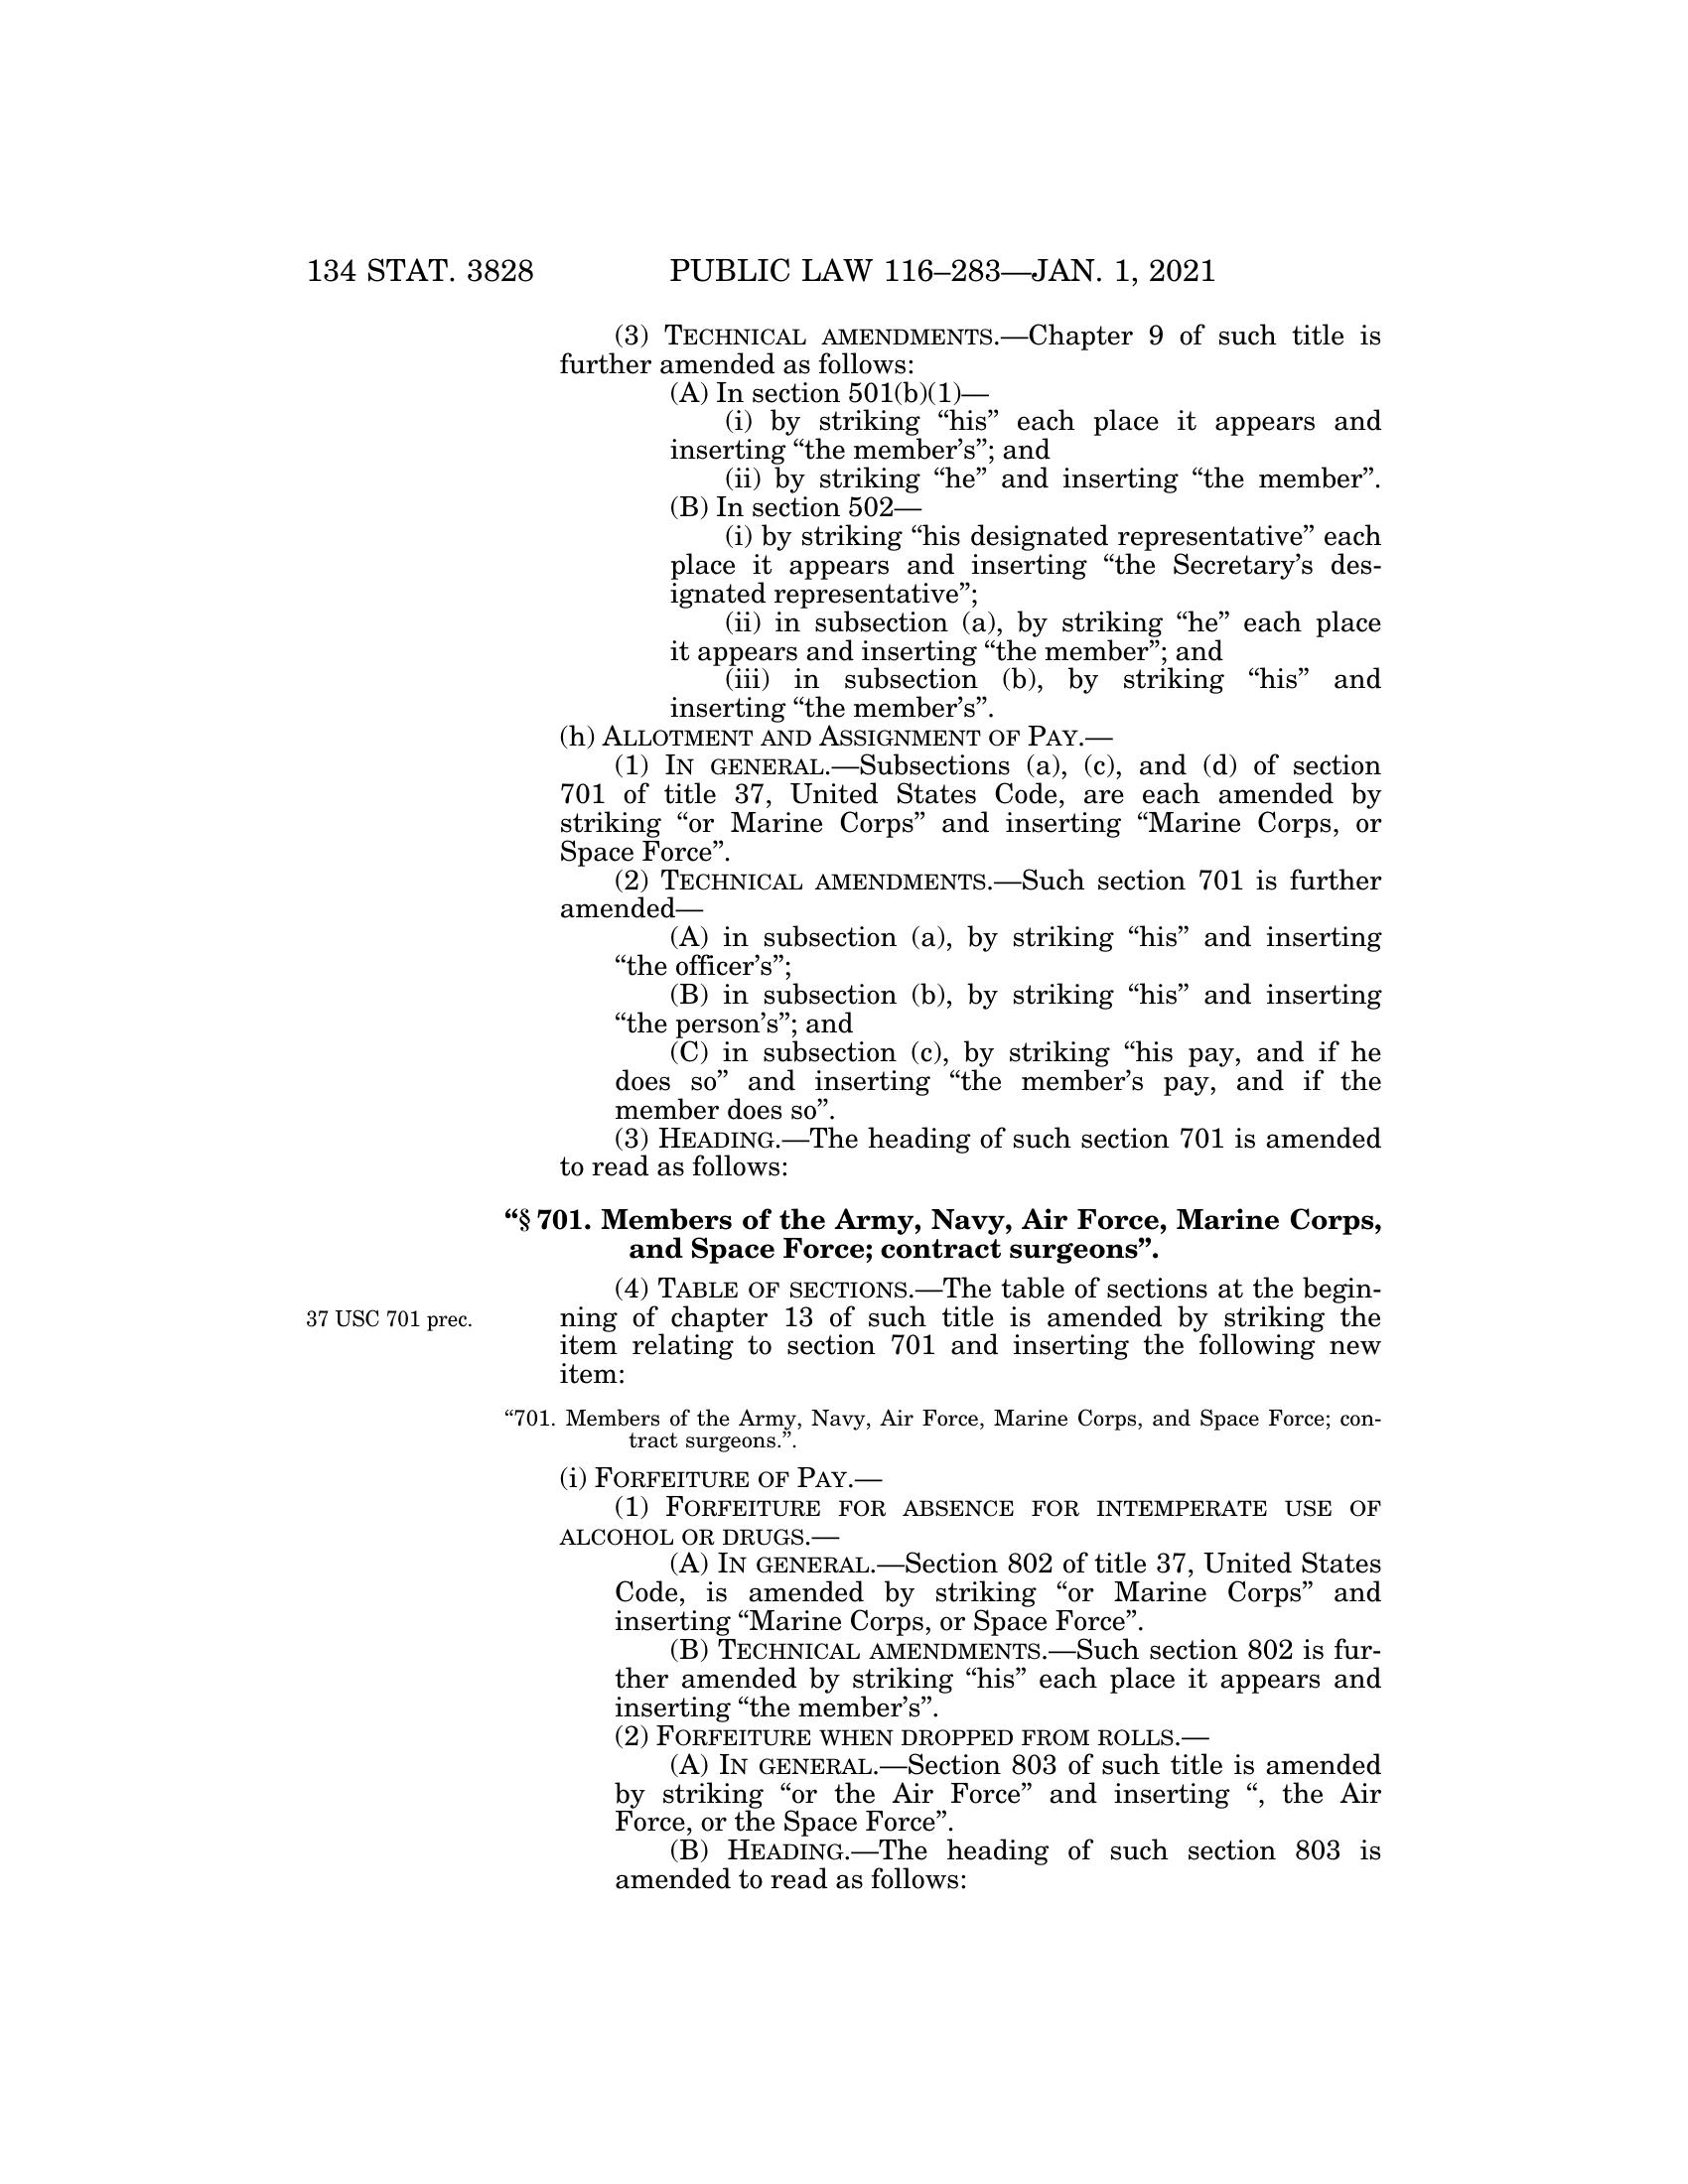 134 STAT. 3828 PUBLIC LAW 116–283—JAN. 1, 2021
(3) TECHNICAL AMENDMENTS.—Chapter 9 of such title is
further amended as follows:
(A) In section 501(b)(1)—
(i) by striking “his” each place it appears and
inserting “the member’s”; and
(ii) by striking “he” and inserting “the member”.
(B) In section 502—
(i) by striking “his designated representative” each
place it appears and inserting “the Secretary’s des-
ignated representative”;
(ii) in subsection (a), by striking “he” each place
it appears and inserting “the member”; and
(iii) in subsection (b), by striking “his” and
inserting “the member’s”.
(h) ALLOTMENT AND ASSIGNMENT OF PAY.—
(1) IN GENERAL.—Subsections (a), (c), and (d) of section
701 of title 37, United States Code, are each amended by
striking “or Marine Corps” and inserting “Marine Corps, or
Space Force”.
(2) TECHNICAL AMENDMENTS.—Such section 701 is further
amended—
(A) in subsection (a), by striking “his” and inserting
“the officer’s”;
(B) in subsection (b), by striking “his” and inserting
“the person’s”; and
(C) in subsection (c), by striking “his pay, and if he
does so” and inserting “the member’s pay, and if the
member does so”.
(3) HEADING.—The heading of such section 701 is amended
to read as follows:
“§ 701. Members of the Army, Navy, Air Force, Marine Corps,
and Space Force; contract surgeons”.
(4) TABLE OF SECTIONS.—The table of sections at the begin-
37 USC 701 prec. ning of chapter 13 of such title is amended by striking the
item relating to section 701 and inserting the following new
item:
“701. Members of the Army, Navy, Air Force, Marine Corps, and Space Force; con-
tract surgeons.”.
(i) FORFEITURE OF PAY.—
(1) FORFEITURE FOR ABSENCE FOR INTEMPERATE USE OF
ALCOHOL OR DRUGS.—
(A) IN GENERAL.—Section 802 of title 37, United States
Code, is amended by striking “or Marine Corps” and
inserting “Marine Corps, or Space Force”.
(B) TECHNICAL AMENDMENTS.—Such section 802 is fur-
ther amended by striking “his” each place it appears and
inserting “the member’s”.
(2) FORFEITURE WHEN DROPPED FROM ROLLS.—
(A) IN GENERAL.—Section 803 of such title is amended
by striking “or the Air Force” and inserting “, the Air
Force, or the Space Force”.
(B) HEADING.—The heading of such section 803 is
amended to read as follows: